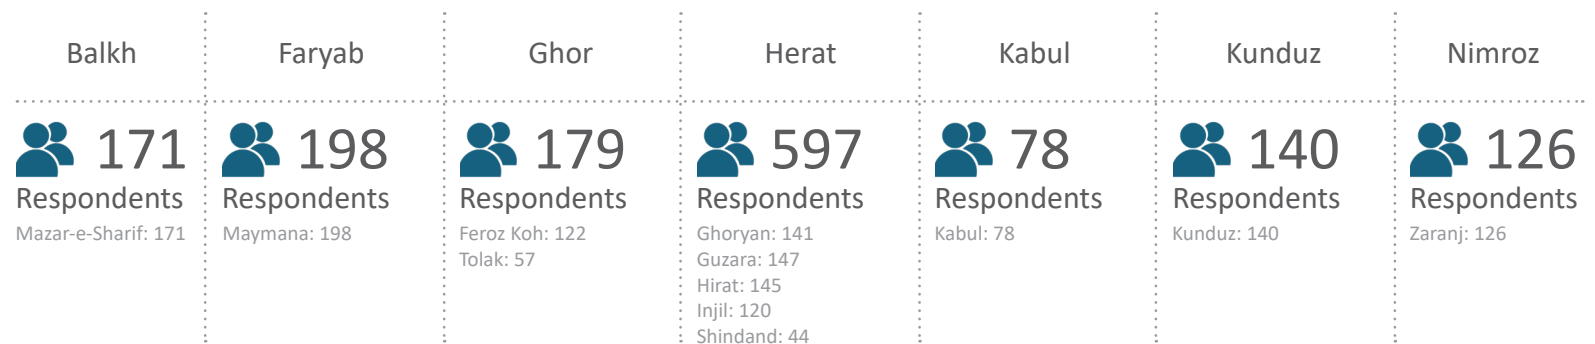 Balkh
Faryab
Ghor
Herat
Kabul
Kunduz
Nimroz
171
Respondents
Mazar-e-Sharif: 171
198
Respondents
Maymana: 198
179
Respondents
Feroz Koh: 122
Tolak: 57
597
Respondents
Ghoryan: 141
Guzara: 147
Hirat: 145
Injil: 120
Shindand: 44
78
Respondents
Kabul: 78
140
Respondents
Kunduz: 140
126
Respondents
Zaranj: 126